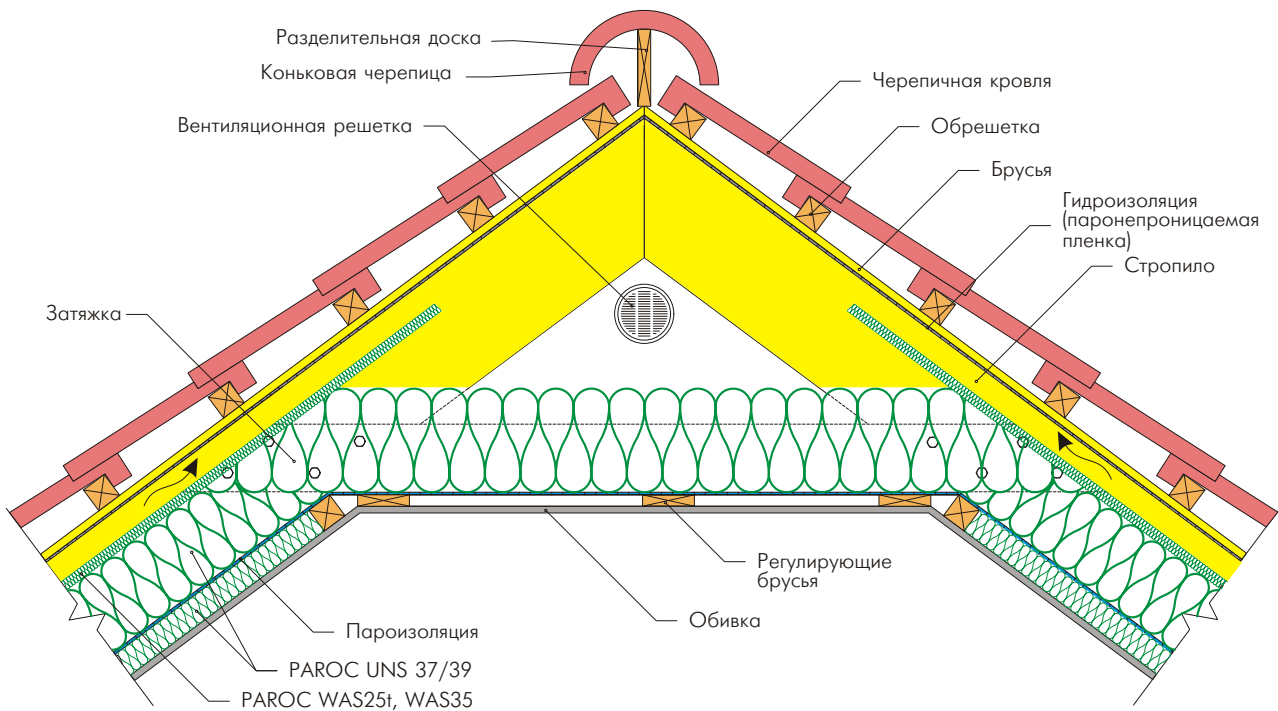 Разделительная доска
Коньковая черепица
Вентиляционная решетка
Затяжка
Черепичная кровля
Обрешетка
Брусья
Гидроизоляция
(паронепроницаемая
пленка)
Стропило
Регулирующие
брусья
Обивка
Пароизоляция
PAROC UNS 37/39
PAROC WAS25t, WAS35